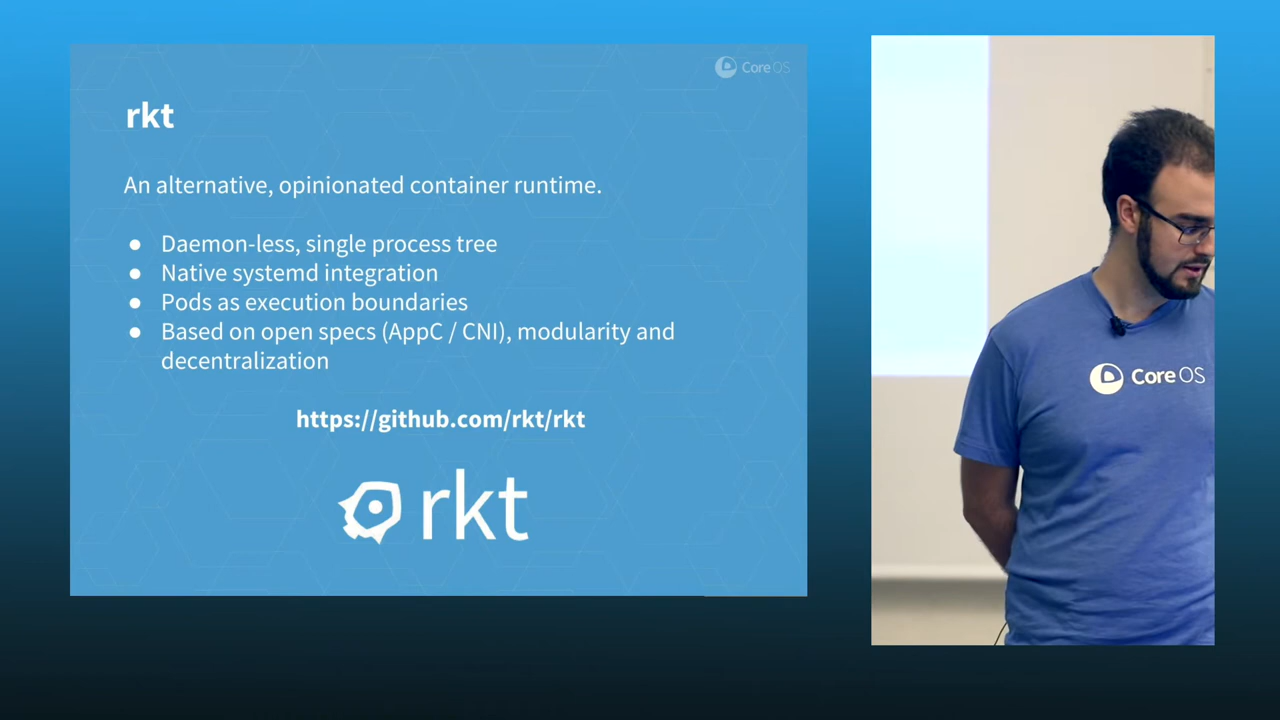 CoreOS
rkt
An alternative, opinionated container runtime.
● Daemon-less, single process tree
● Native systemd integration
● Pods as execution boundaries
● Based on open specs (AppC / CNI), modularity and
decentralization
https://github.com/rkt/rkt
rkt
CoreOS